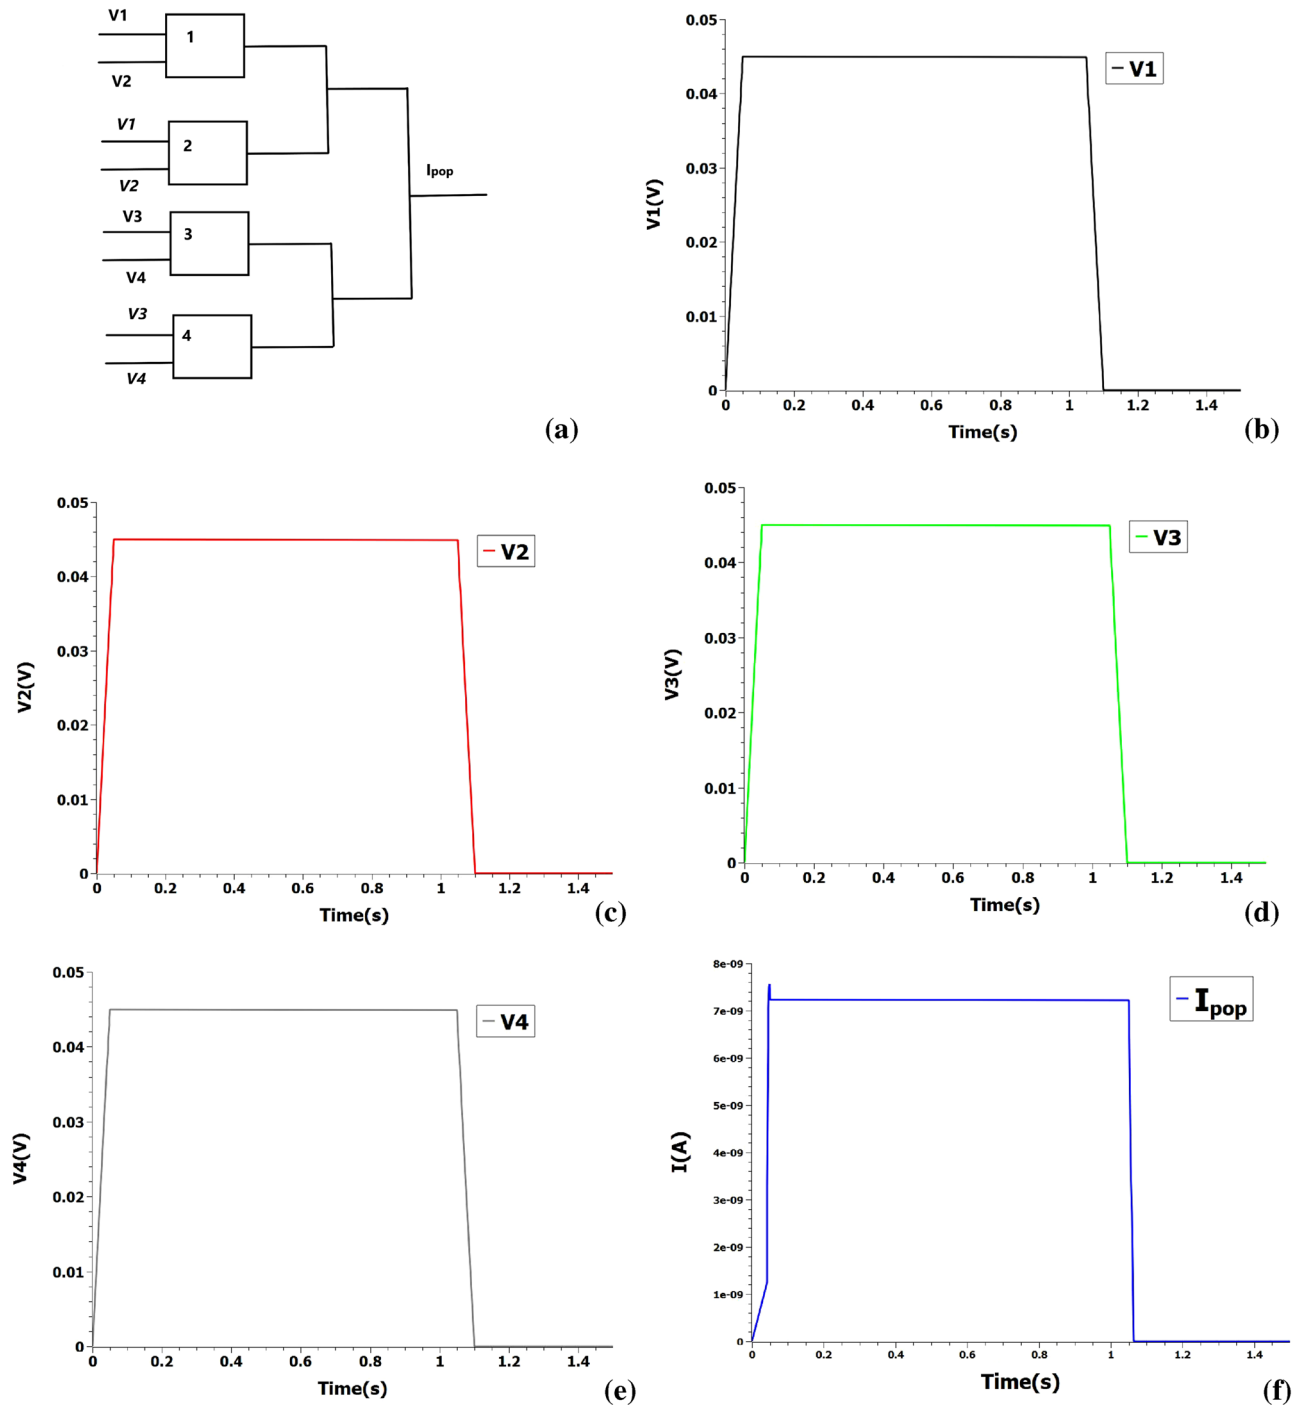 V1
1
V2
V1
2
V2
V3
3
V4
V3
4
V4
Ipop
(a)
0.05
0.04
0.03
0.02
0.01
0
V1(V)
V1
0 0.2 0.4 0.6 0.8 1 1.2 1.4
Time(s)
(b)
0.05
0.04
0.03
0.02
0.01
0
V2(V)
V2
0 0.2 0.4 0.6 0.8 1 1.2 1.4
Time(s)
(c)
0.05
0.04
0.03
0.02
0.01
0
V3(V)
V3
0 0.2 0.4 0.6 0.8 1 1.2 1.4
Time(s)
(d)
0.05
0.04
0.03
0.02
0.01
0
V4(V)
V4
0 0.2 0.4 0.6 0.8 1 1.2 1.4
Time(s)
(e)
8e-09
7e-09
6e-09
5e-09
4e-09
3e-09
2e-09
1e-09
0
I(A)
Ipop
0 0.2 0.4 0.6 0.8 1 1.2 1.4
Time(s)
(f)